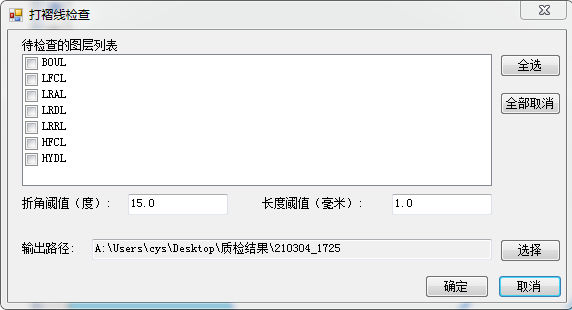 打褶线检查
待检查的图层列表
BOUL
LFCL
LRAL
LRDL
LRRL
HFCL
HYDL
全选
全部取消
折角阈值（度）: 15.0 长度阈值（毫米）: 1.0
输出路径: A:\Users\cys\Desktop\质检结果\210304_1725 选择
确定 取消